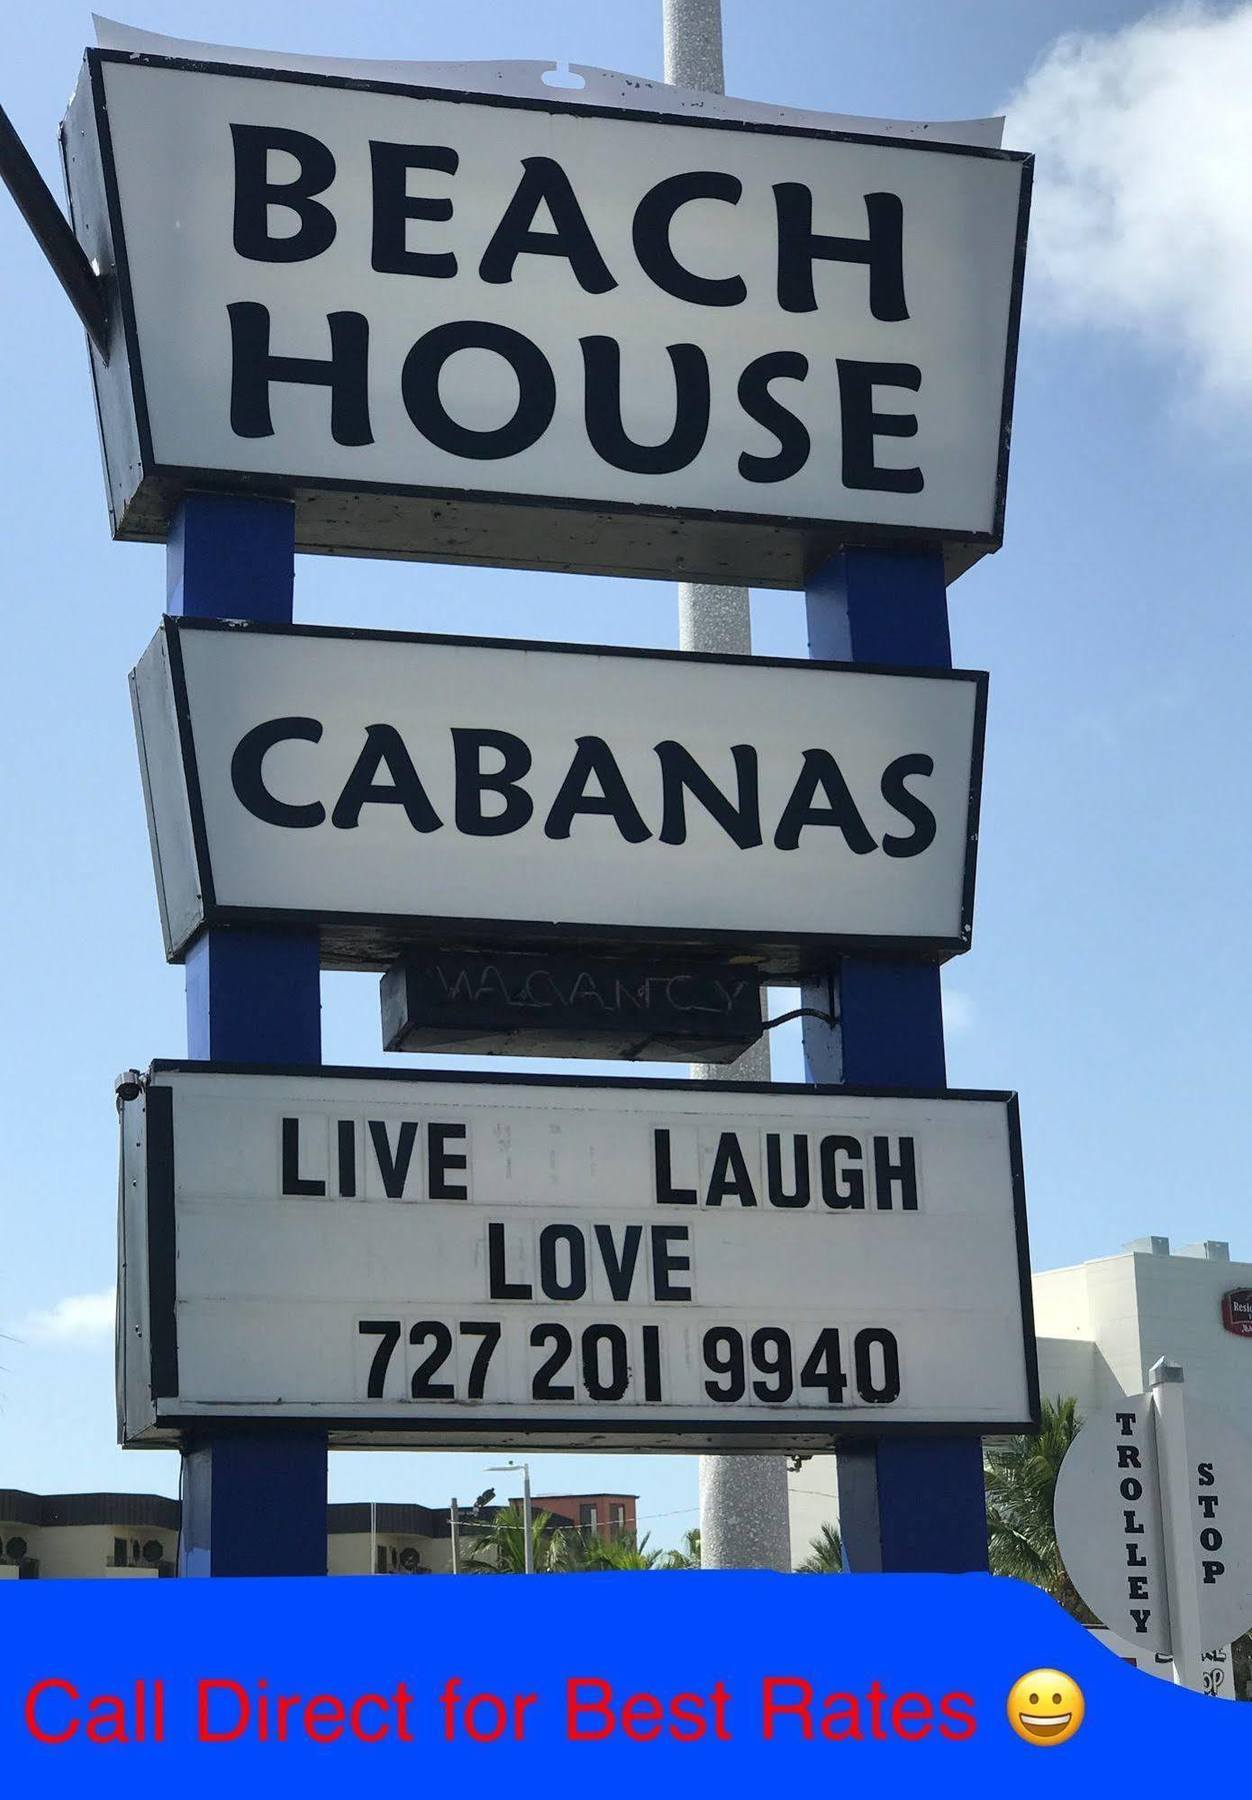 BEACH
HOUSE
CABANAS
VACANCY
LIVE LAUGH
LOVE
727 201 9940
TROLLEY
STOP
Call Direct for Best Rates 😀